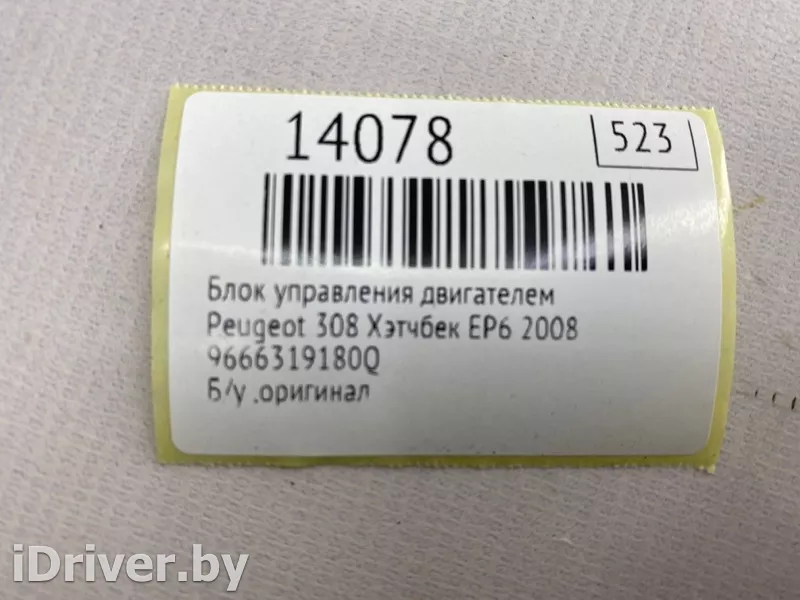 14078
523
Блок управления двигателем
Peugeot 308 Хэтчбек EP6 2008
9666319180Q
Б/у .оригинал
iDriver.by